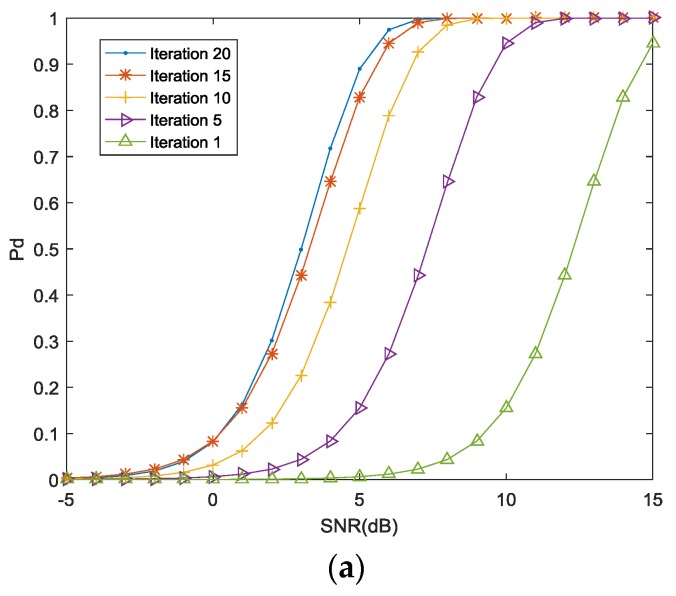 1
0.9
0.8
0.7
0.6
0.5
0.4
0.3
0.2
0.1
0
Pd
Iteration 20
Iteration 15
Iteration 10
Iteration 5
Iteration 1
-5 0 5 10 15
SNR(dB)
(a)